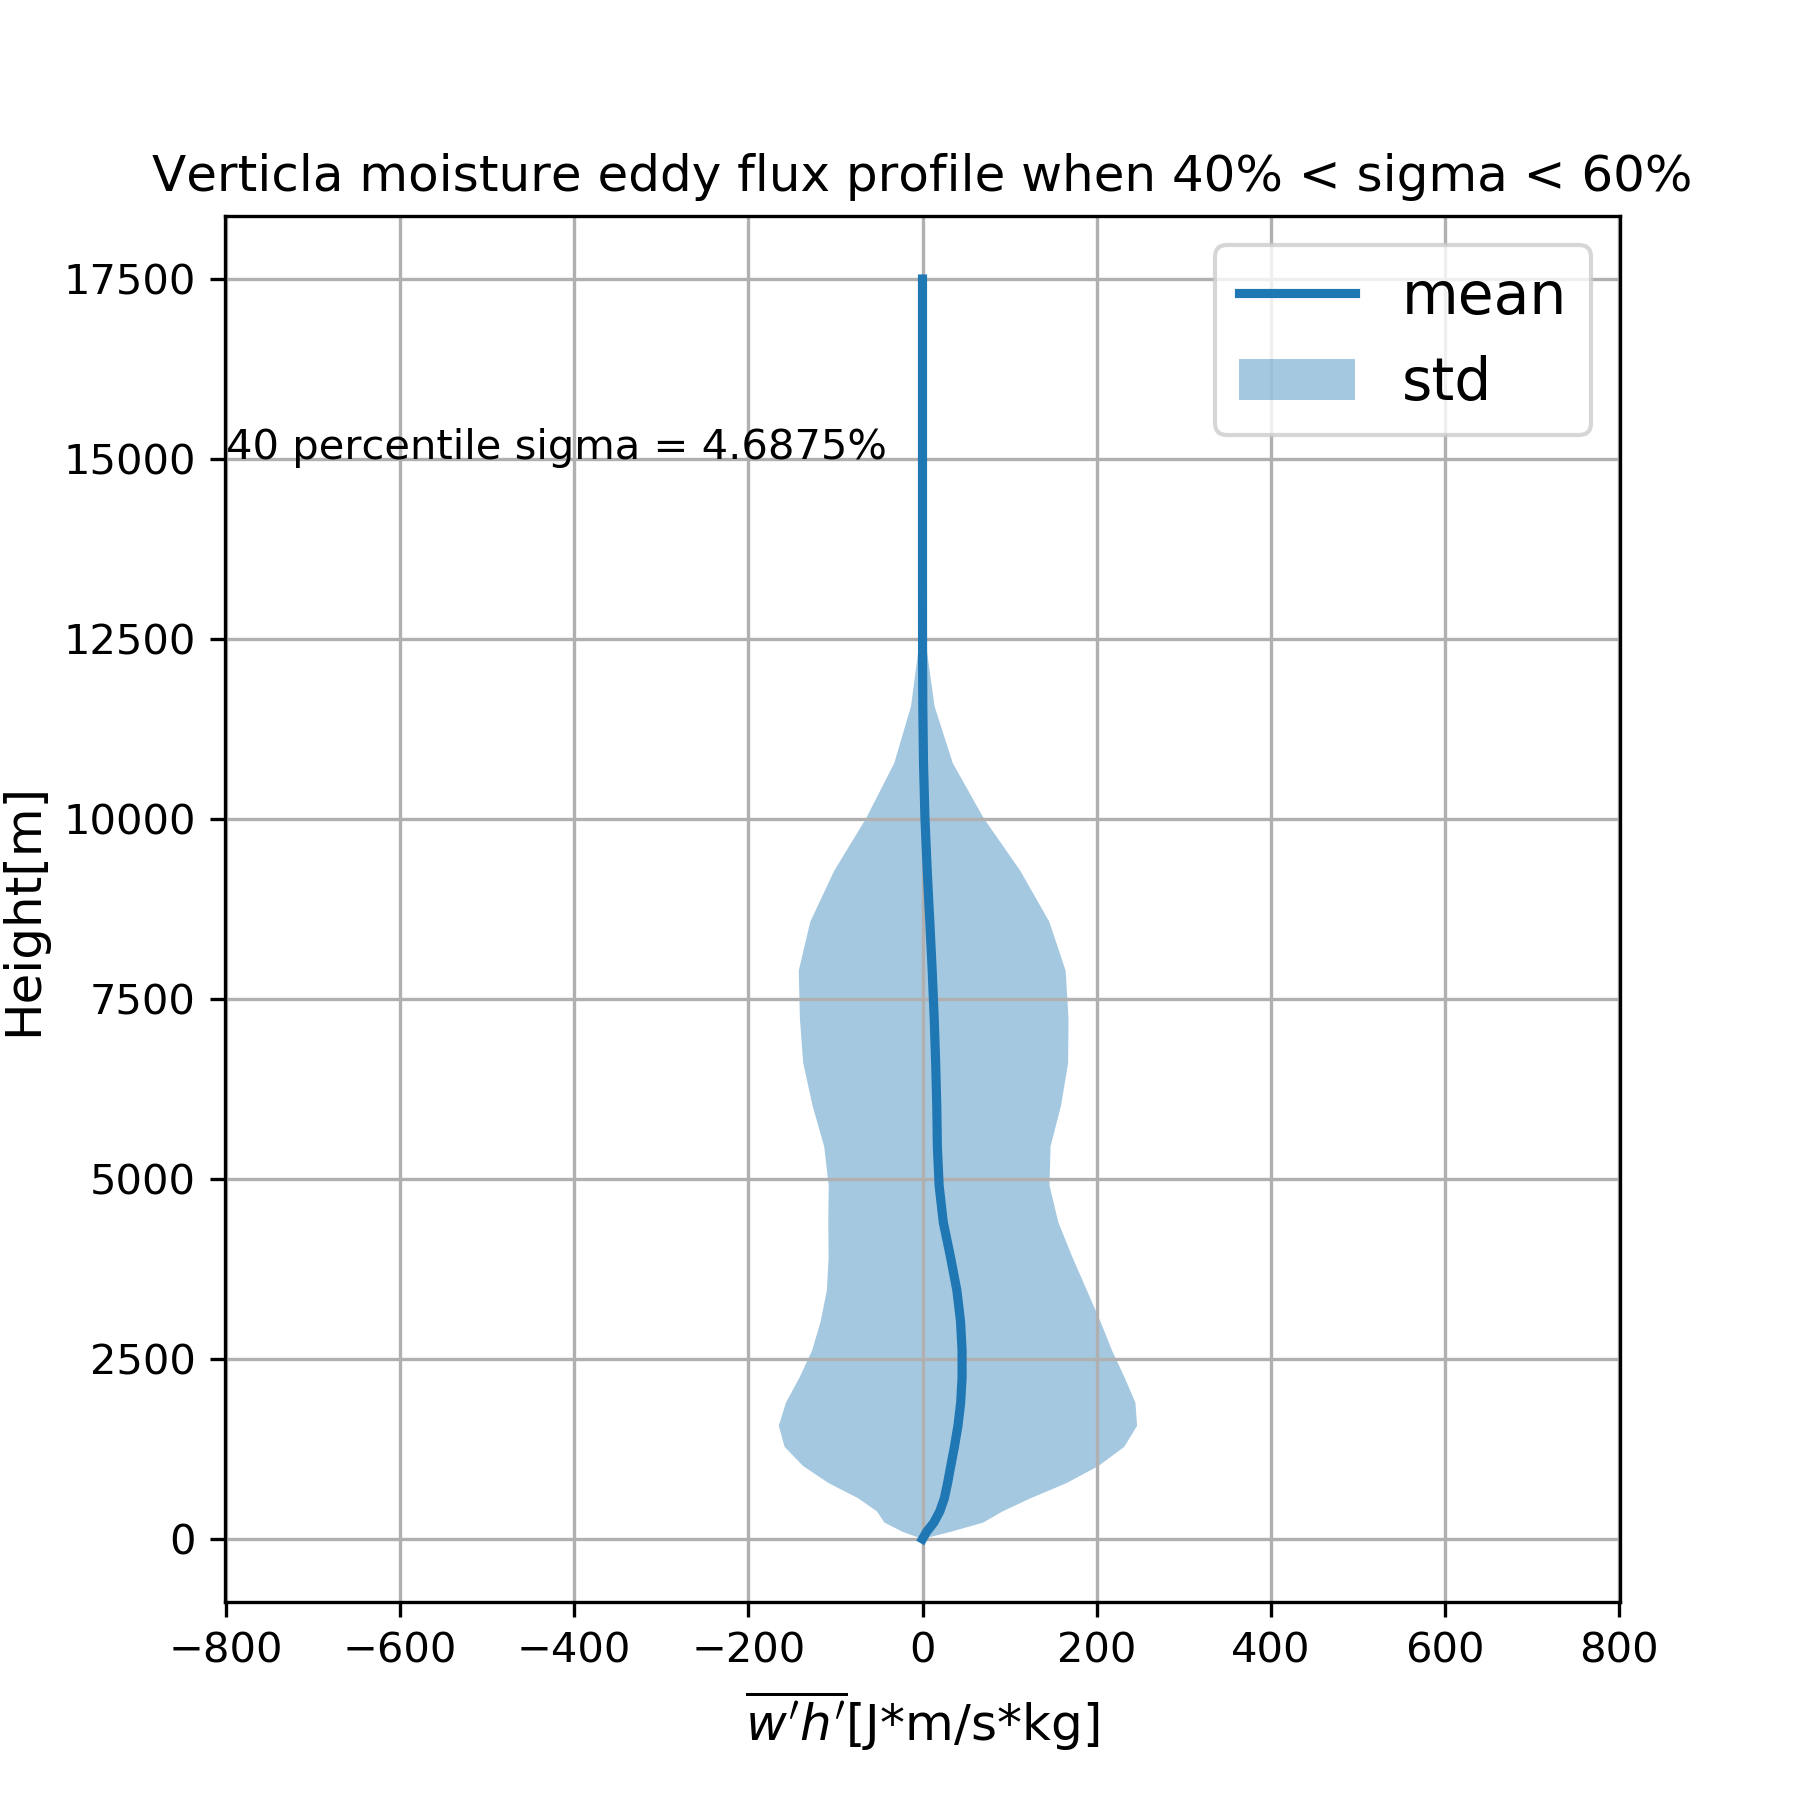 Verticla moisture eddy flux profile when 40% < sigma < 60%
mean
std
40 percentile sigma = 4.6875%
17500
15000
12500
10000
7500
5000
2500
0
Height[m]
−800 −600 −400 −200 0 200 400 600 800
w′h′[J*m/s*kg]